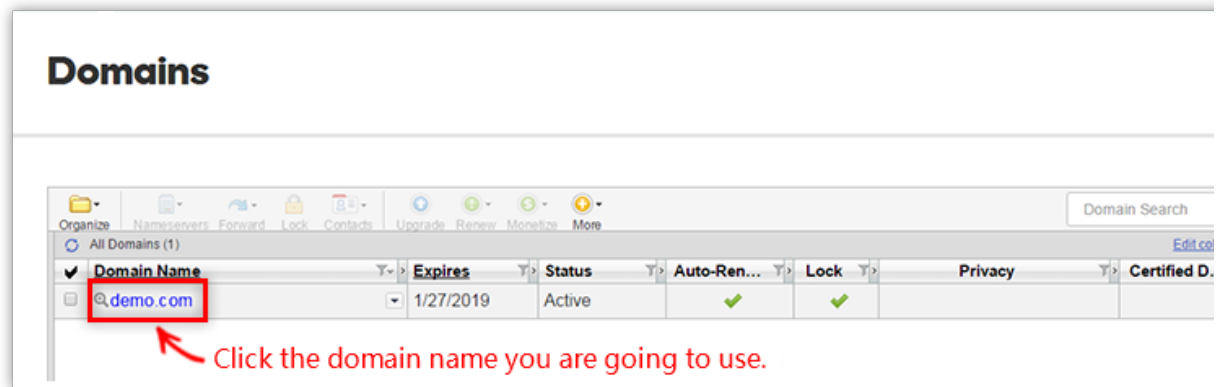 Domains
Organize Nameservers Forward Lock Contacts Upgrade Renew Monetize More
Domain Search
All Domains (1)
Edit col
Domain Name Expires Status Auto-Ren... Lock Privacy Certified D.
demo.com 1/27/2019 Active
Click the domain name you are going to use.